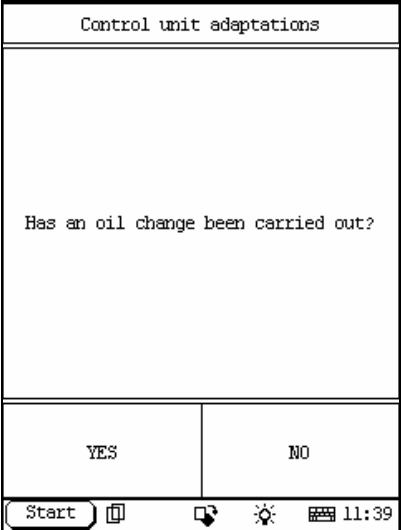 Control unit adaptations
Has an oil change been carried out?
YES
NO
Start
11:39